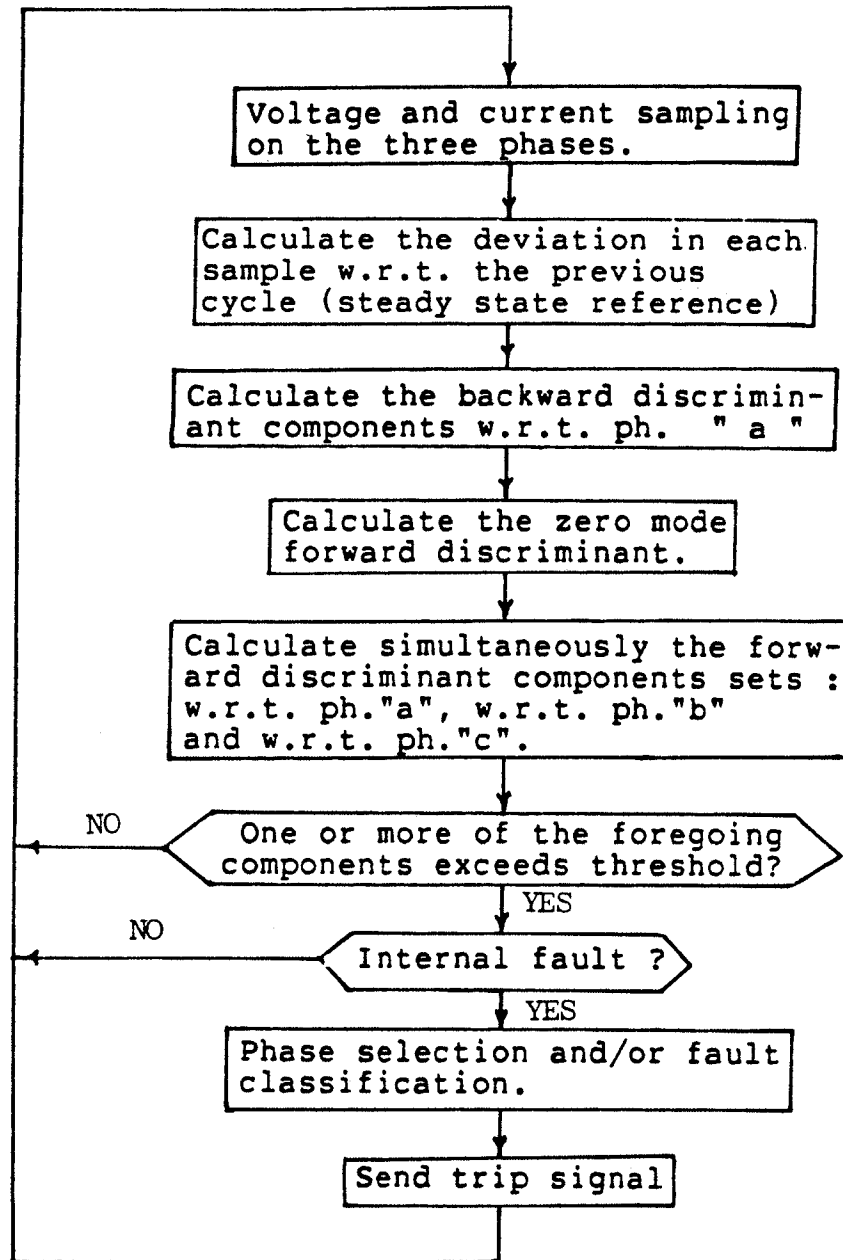 Voltage and current sampling
on the three phases.
Calculate the deviation in each
sample w.r.t. the previous
cycle (steady state reference)
Calculate the backward discrimin-
ant components w.r.t. ph. " a "
Calculate the zero mode
forward discriminant.
Calculate simultaneously the forw-
ard discriminant components sets :
w.r.t. ph."a", w.r.t. ph."b"
and w.r.t. ph."c".
NO
One or more of the foregoing
components exceeds threshold?
YES
NO
Internal fault ?
YES
Phase selection and/or fault
classification.
Send trip signal